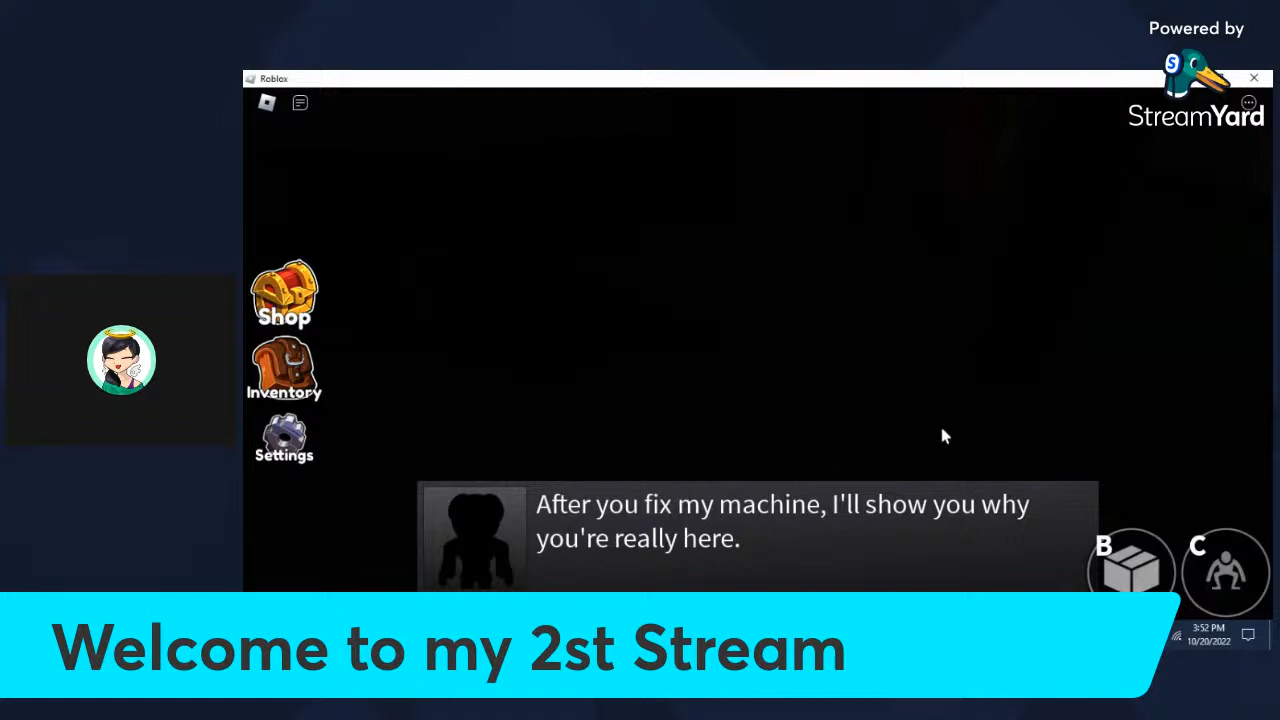 Powered by
StreamYard
Roblox
Shop
Inventory
Settings
After you fix my machine, I'll show you why
you're really here.
B
C
3:52 PM
10/20/2022
Welcome to my 2st Stream